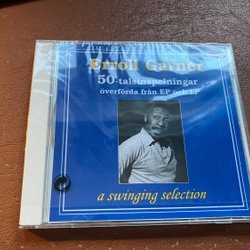 Erroll Garner
50-talsinspelningar
överförda från EP och LP
a swinging selection